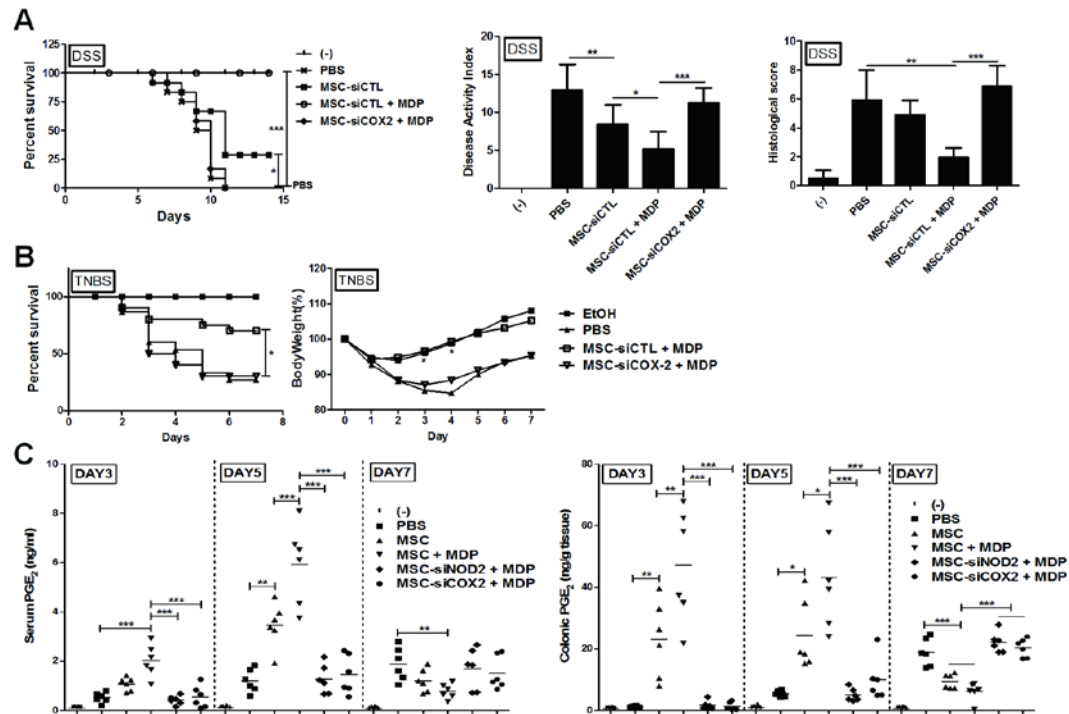 A
DSS
Percent survival
125
100
75
50
25
0
0 5 10 15
Days
(-)
PBS
MSC-siCTL
MSC-siCTL + MDP
MSC-siCOX2 + MDP
***
*
PBS
DSS
Disease Activity Index
20
15
10
5
0
** * ***
(-)
PBS
MSC-siCTL
MSC-siCTL + MDP
MSC-siCOX2 + MDP
DSS
Histological score
10
8
6
4
2
0
** ***
(-)
PBS
MSC-siCTL
MSC-siCTL + MDP
MSC-siCOX2 + MDP
B
TNBS
Percent survival
100
50
0
0 2 4 6 8
Days
*
TNBS
BodyWeight(%)
120
110
100
90
80
0 1 2 3 4 5 6 7
Day
* *
EtOH
PBS
MSC-siCTL + MDP
MSC-siCOX-2 + MDP
C
DAY3 DAY5 DAY7
Serum PGE2 (ng/ml)
10
8
6
4
2
0
*** *** ***
** *** *** ***
**
(-)
PBS
MSC
MSC + MDP
MSC-siNOD2 + MDP
MSC-siCOX2 + MDP
DAY3 DAY5 DAY7
Colonic PGE2 (ng/g tissue)
80
60
40
20
0
** ** *** ***
* * *** ***
*** ***
(-)
PBS
MSC
MSC + MDP
MSC-siNOD2 + MDP
MSC-siCOX2 + MDP